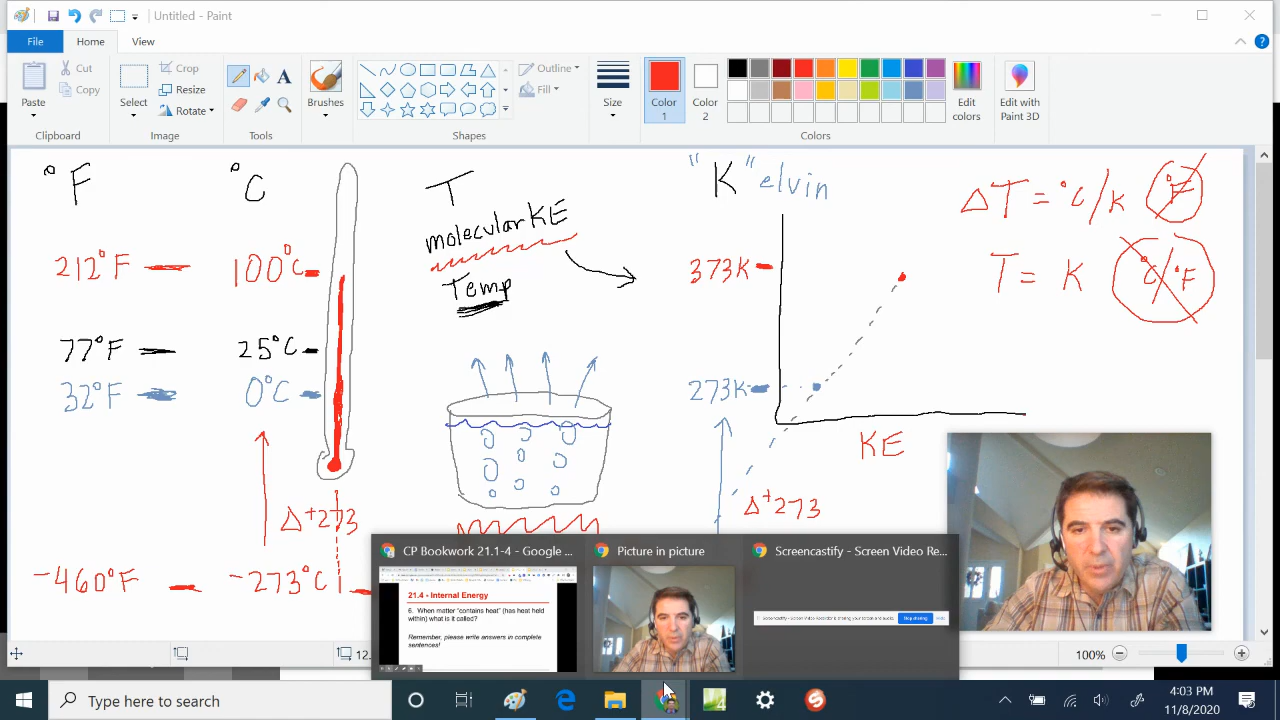 Untitled - Paint
File
Home
View
Paste
Cut
Copy
Clipboard
Select
Crop
Resize
Rotate
Image
Tools
Brushes
Shapes
Outline
Fill
Size
Color 1
Color 2
Edit colors
Colors
Edit with Paint 3D
°F
°C
T
molecular KE
Temp
"K"elvin
ΔT = °C/K °F
T = K °C/°F
212°F
100°C
373K
77°F
25°C
32°F
0°C
273K
KE
Δ+273
Δ+273
-460°F
-273°C
CP Bookwork 21.1-4 - Google ...
Picture in picture
Screencastify - Screen Video Re...
21.4 - Internal Energy
6. When matter "contains heat" (has heat held
within) what is it called?
Remember, please write answers in complete
sentences!
Stop sharing
100%
Type here to search
4:03 PM
11/8/2020